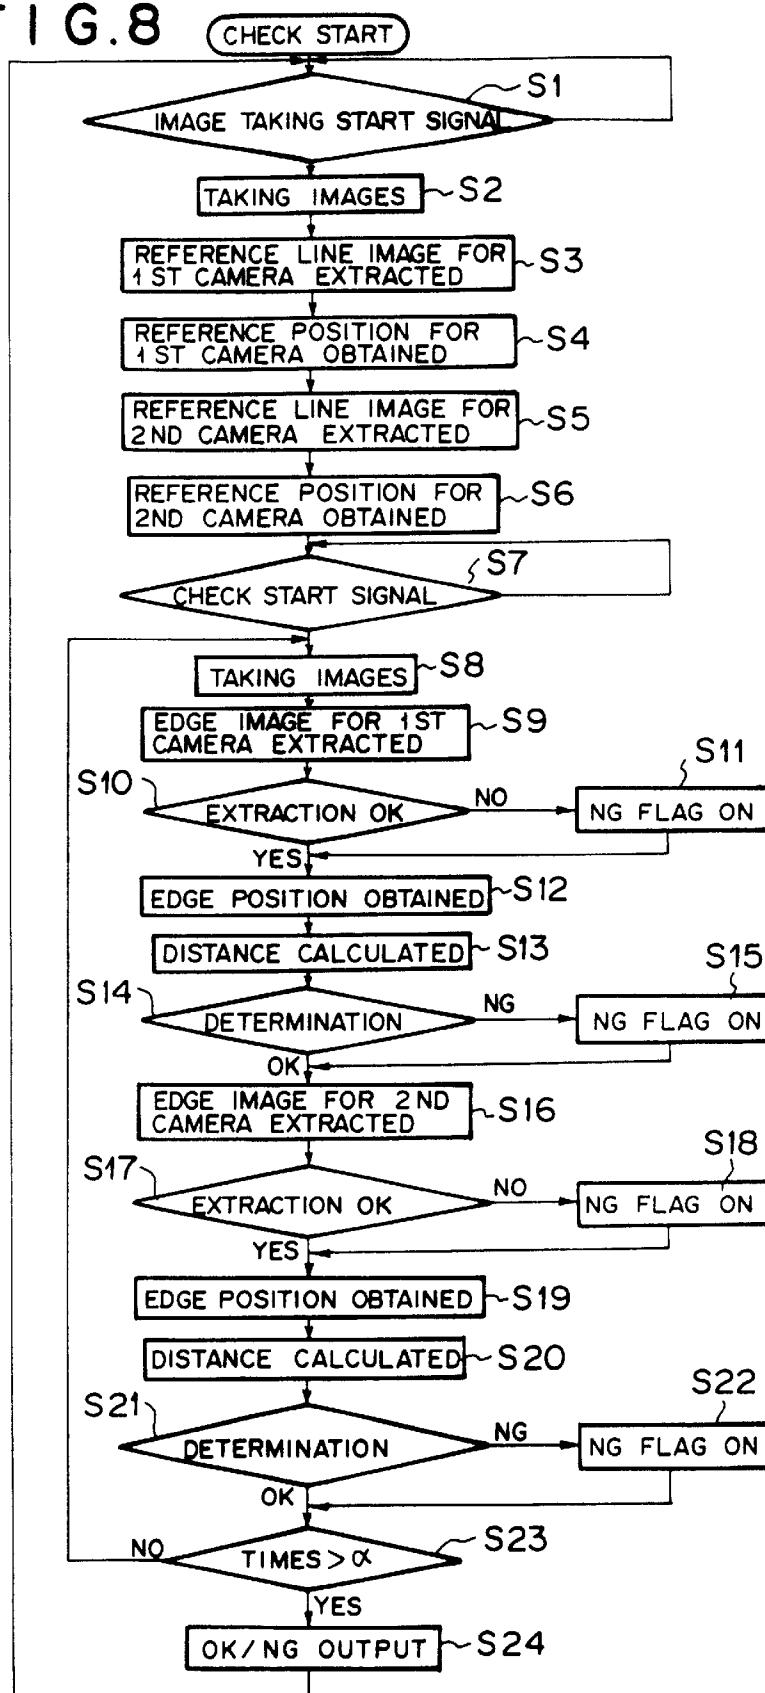 FIG.8
CHECK START
IMAGE TAKING START SIGNAL
S1
TAKING IMAGES
S2
REFERENCE LINE IMAGE FOR
1ST CAMERA EXTRACTED
S3
REFERENCE POSITION FOR
1ST CAMERA OBTAINED
S4
REFERENCE LINE IMAGE FOR
2ND CAMERA EXTRACTED
S5
REFERENCE POSITION FOR
2ND CAMERA OBTAINED
S6
S7
CHECK START SIGNAL
TAKING IMAGES
S8
EDGE IMAGE FOR 1ST
CAMERA EXTRACTED
S9
S10
EXTRACTION OK
NO
S11
NG FLAG ON
YES
EDGE POSITION OBTAINED
S12
DISTANCE CALCULATED
S13
S14
DETERMINATION
NG
S15
NG FLAG ON
OK
EDGE IMAGE FOR 2ND
CAMERA EXTRACTED
S16
S17
EXTRACTION OK
NO
S18
NG FLAG ON
YES
EDGE POSITION OBTAINED
S19
DISTANCE CALCULATED
S20
S21
DETERMINATION
NG
S22
NG FLAG ON
OK
NO
TIMES > α
S23
YES
OK/NG OUTPUT
S24